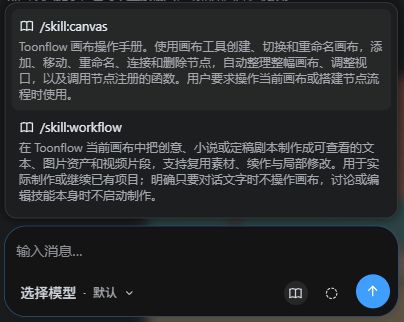 /skill:canvas
Toonflow 画布操作手册。使用画布工具创建、切换和重命名画布，添
加、移动、重命名、连接和删除节点，自动整理整幅画布、调整视
口，以及调用节点注册的函数。用户要求操作当前画布或搭建节点流
程时使用。
/skill:workflow
在 Toonflow 当前画布中把创意、小说或定稿剧本制作成可查看的文
本、图片资产和视频片段，支持复用素材、续作与局部修改。用于实
际制作或继续已有项目；明确只要对话文字时不操作画布，讨论或编
辑技能本身时不启动制作。
输入消息...
选择模型 · 默认